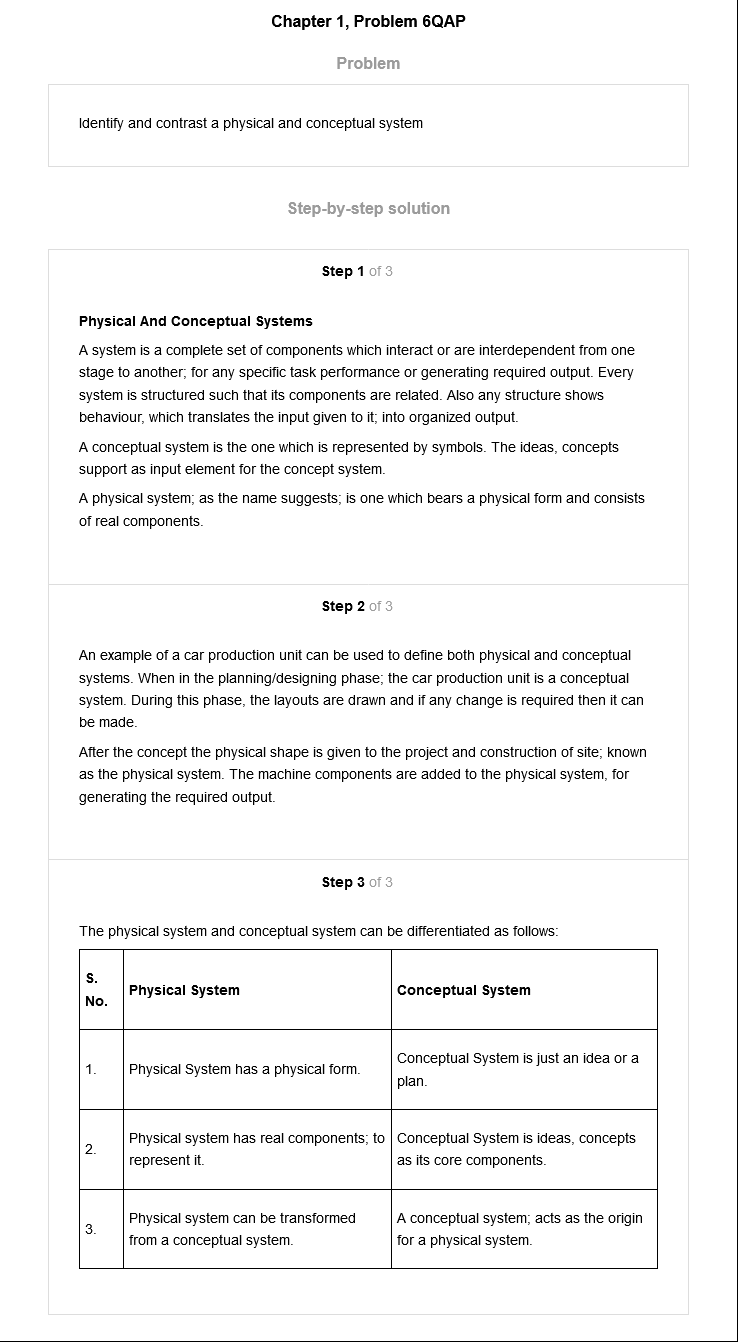 Chapter 1, Problem 6QAP
Problem
Identify and contrast a physical and conceptual system
Step-by-step solution
Step 1 of 3
Physical And Conceptual Systems
A system is a complete set of components which interact or are interdependent from one
stage to another; for any specific task performance or generating required output. Every
system is structured such that its components are related. Also any structure shows
behaviour, which translates the input given to it; into organized output.
A conceptual system is the one which is represented by symbols. The ideas, concepts
support as input element for the concept system.
A physical system; as the name suggests; is one which bears a physical form and consists
of real components.
Step 2 of 3
An example of a car production unit can be used to define both physical and conceptual
systems. When in the planning/designing phase; the car production unit is a conceptual
system. During this phase, the layouts are drawn and if any change is required then it can
be made.
After the concept the physical shape is given to the project and construction of site; known
as the physical system. The machine components are added to the physical system, for
generating the required output.
Step 3 of 3
The physical system and conceptual system can be differentiated as follows:
S.
No.
Physical System
Conceptual System
1.
Physical System has a physical form.
Conceptual System is just an idea or a
plan.
2.
Physical system has real components; to
represent it.
Conceptual System is ideas, concepts
as its core components.
3.
Physical system can be transformed
from a conceptual system.
A conceptual system; acts as the origin
for a physical system.